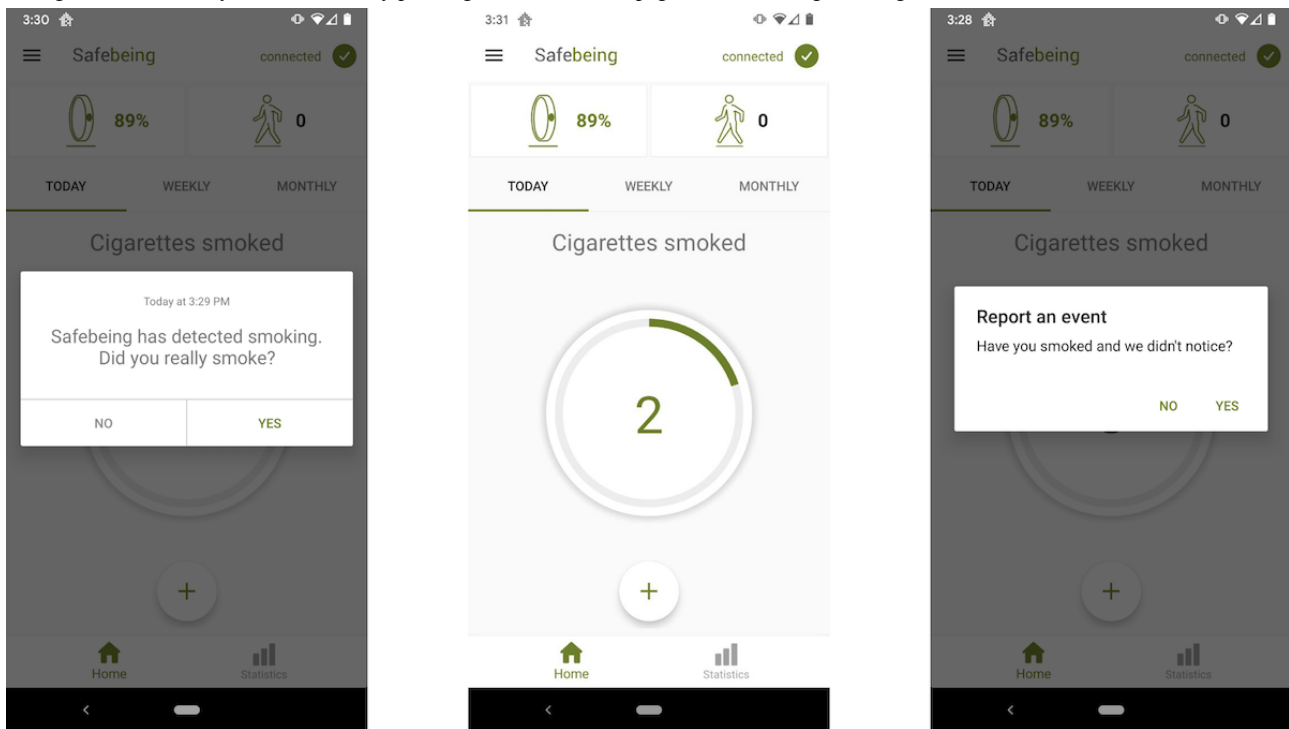 3:30
Safebeing
connected
89%
0
TODAY WEEKLY MONTHLY
Cigarettes smoked
Today at 3:29 PM
Safebeing has detected smoking.
Did you really smoke?
NO YES
+
Home Statistics
3:31
Safebeing
connected
89%
0
TODAY WEEKLY MONTHLY
Cigarettes smoked
2
+
Home Statistics
3:28
Safebeing
connected
89%
0
TODAY WEEKLY MONTHLY
Cigarettes smoked
Report an event
Have you smoked and we didn't notice?
NO YES
+
Home Statistics